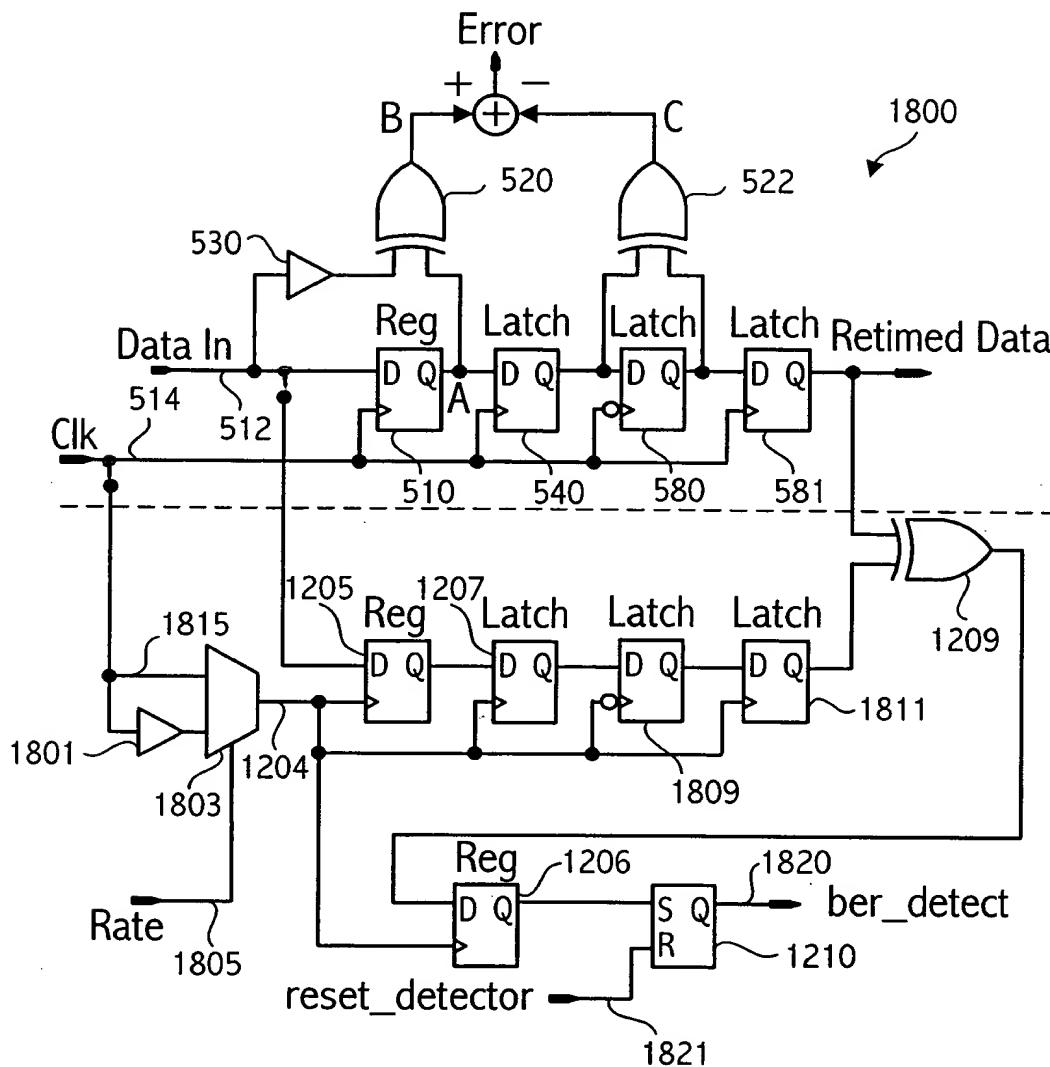 Error
+ −
B + C
1800
520 522
530
Reg Latch Latch Latch
Data In Retimed Data
D Q D Q D Q D Q
A
514 512
Clk
510 540 580 581
1205 Reg 1207 Latch Latch Latch
1209
1815
D Q D Q D Q D Q
1811
1801 1204
1803 1809
Reg 1206 1820
D Q S Q ber_detect
Rate
R
1805 1210
reset_detector
1821